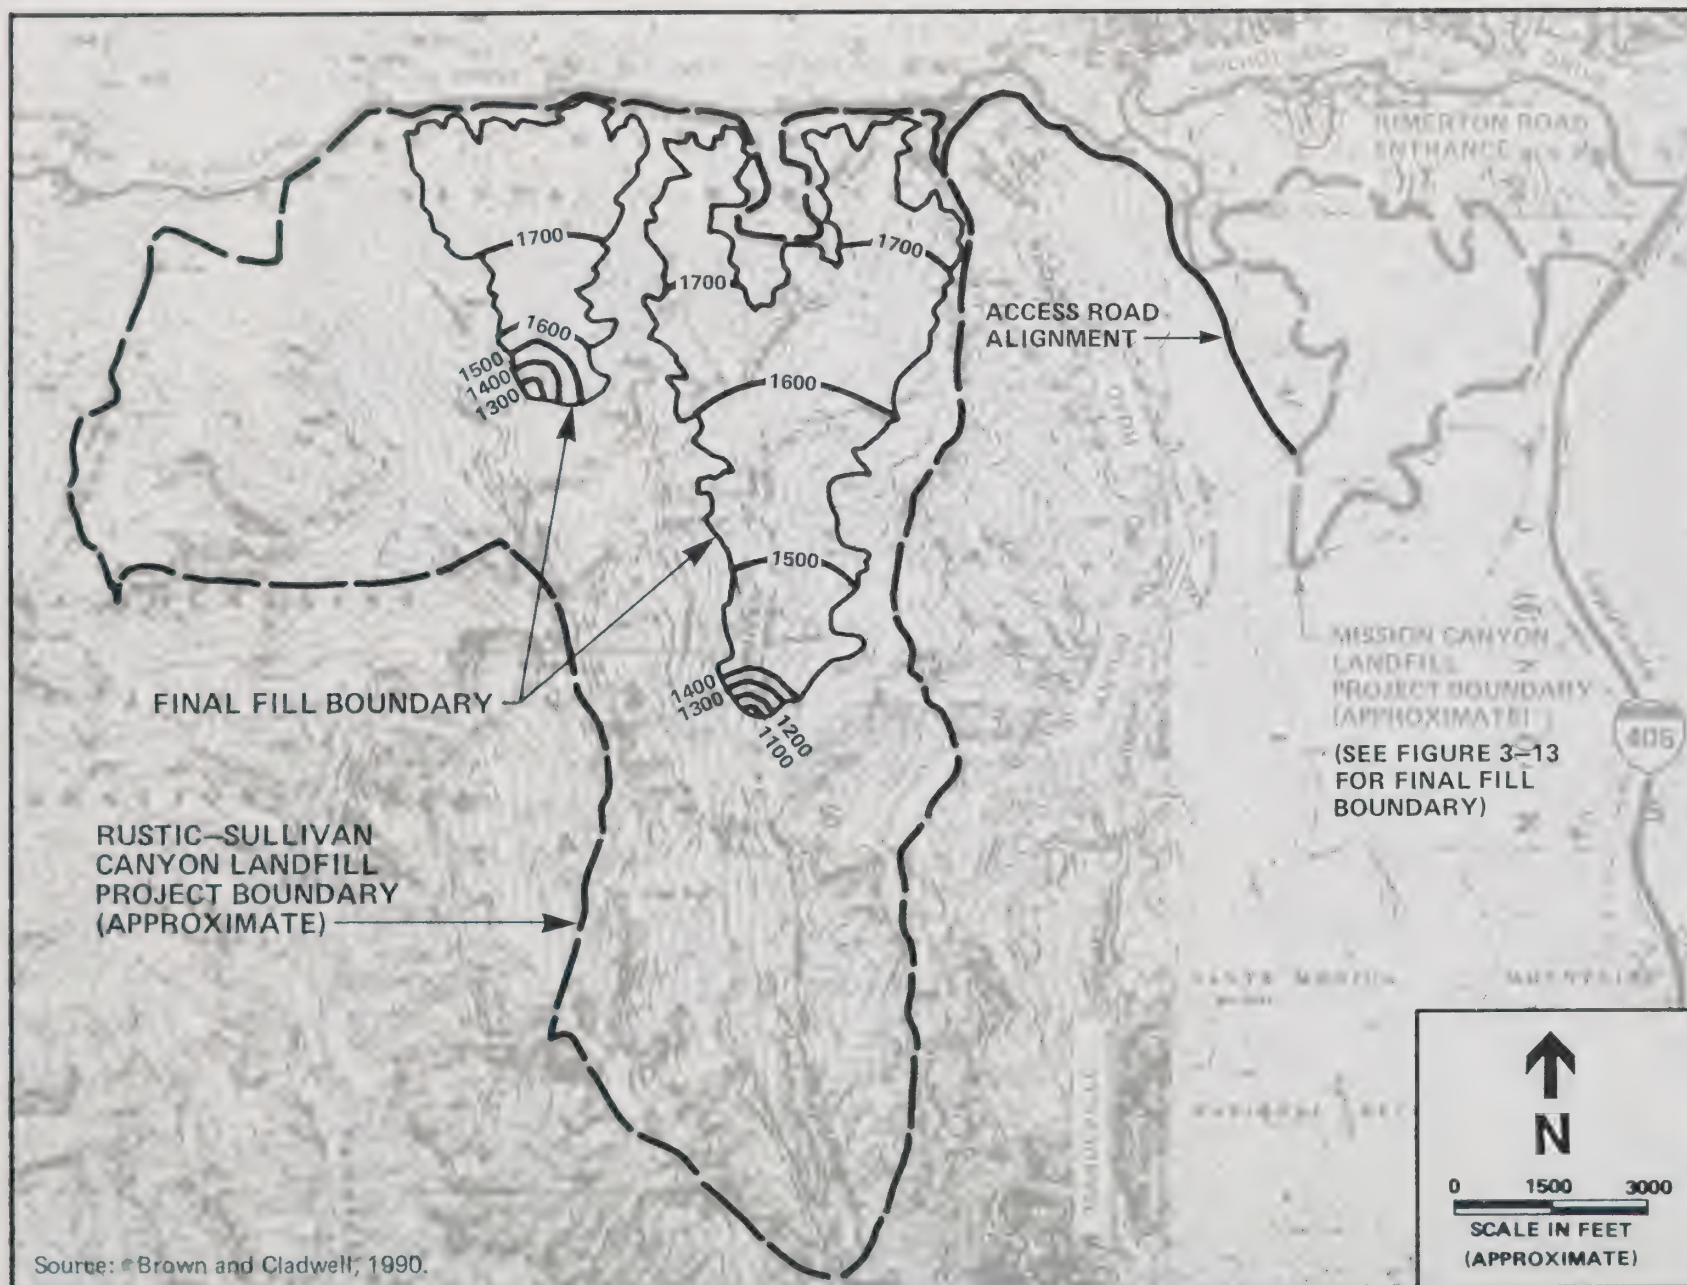 RIMERTON ROAD
ENTRANCE
1700
1700
1700
ACCESS ROAD
ALIGNMENT
1600
1500
1400
1300
1600
1500
FINAL FILL BOUNDARY
1400
1300
1200
1100
MISSION CANYON
LANDFILL
PROJECT BOUNDARY
(APPROXIMATE)
(SEE FIGURE 3-13
FOR FINAL FILL
BOUNDARY)
405
RUSTIC-SULLIVAN
CANYON LANDFILL
PROJECT BOUNDARY
(APPROXIMATE)
N
0 1500 3000
SCALE IN FEET
(APPROXIMATE)
Source: Brown and Cladwell, 1990.